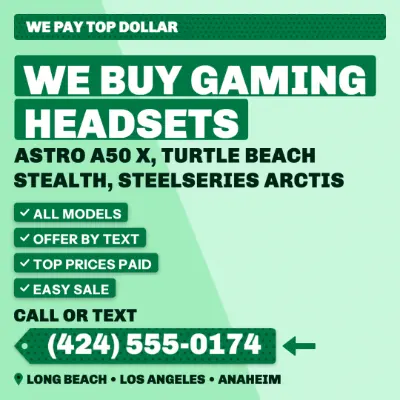 WE PAY TOP DOLLAR
WE BUY GAMING
HEADSETS
ASTRO A50 X, TURTLE BEACH
STEALTH, STEELSERIES ARCTIS
ALL MODELS
OFFER BY TEXT
TOP PRICES PAID
EASY SALE
CALL OR TEXT
(424) 555-0174
LONG BEACH • LOS ANGELES • ANAHEIM